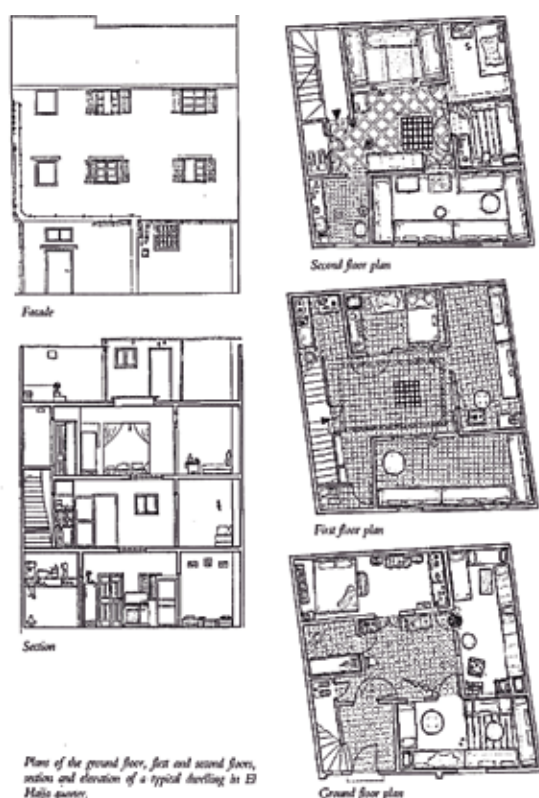 Facade
Section
Plans of the ground floor, first and second floors,
section and elevation of a typical dwelling in El
quarter.
Second floor plan
First floor plan
Ground floor plan